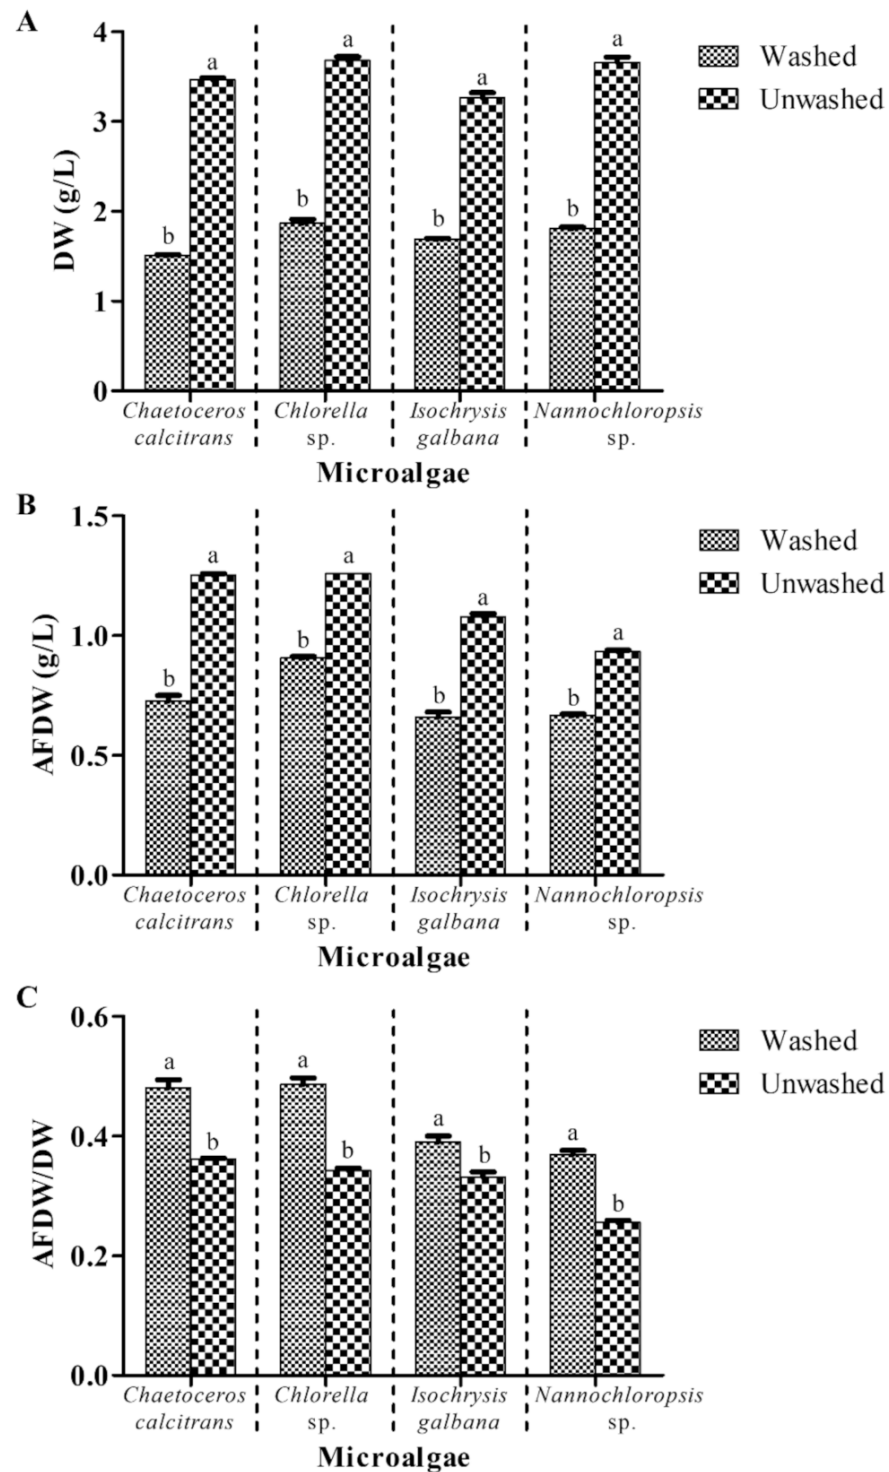 A
4
3
2
1
0
DW (g/L)
a
b
a
b
a
b
a
b
Washed
Unwashed
Chaetoceros
calcitrans
Chlorella
sp.
Isochrysis
galbana
Nannochloropsis
sp.
Microalgae
B
1.5
1.0
0.5
0.0
AFDW (g/L)
b
a
b
a
b
a
b
a
Washed
Unwashed
Chaetoceros
calcitrans
Chlorella
sp.
Isochrysis
galbana
Nannochloropsis
sp.
Microalgae
C
0.6
0.4
0.2
0.0
AFDW/DW
a
b
a
b
a
b
a
b
Washed
Unwashed
Chaetoceros
calcitrans
Chlorella
sp.
Isochrysis
galbana
Nannochloropsis
sp.
Microalgae